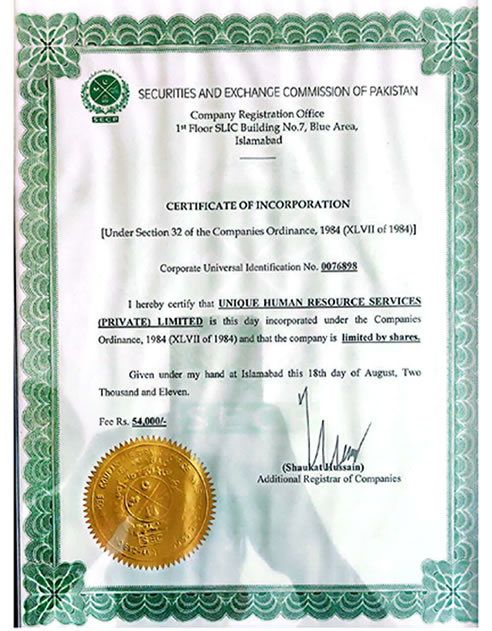 SECP
SECURITIES AND EXCHANGE COMMISSION OF PAKISTAN
Company Registration Office
1st Floor SLIC Building No.7, Blue Area,
Islamabad
CERTIFICATE OF INCORPORATION
[Under Section 32 of the Companies Ordinance, 1984 (XLVII of 1984)]
Corporate Universal Identification No. 0076898
I hereby certify that UNIQUE HUMAN RESOURCE SERVICES
(PRIVATE) LIMITED is this day incorporated under the Companies
Ordinance, 1984 (XLVII of 1984) and that the company is limited by shares.
Given under my hand at Islamabad this 18th day of August, Two
Thousand and Eleven.
Fee Rs. 54,000/-
(Shaukat Hussain)
Additional Registrar of Companies